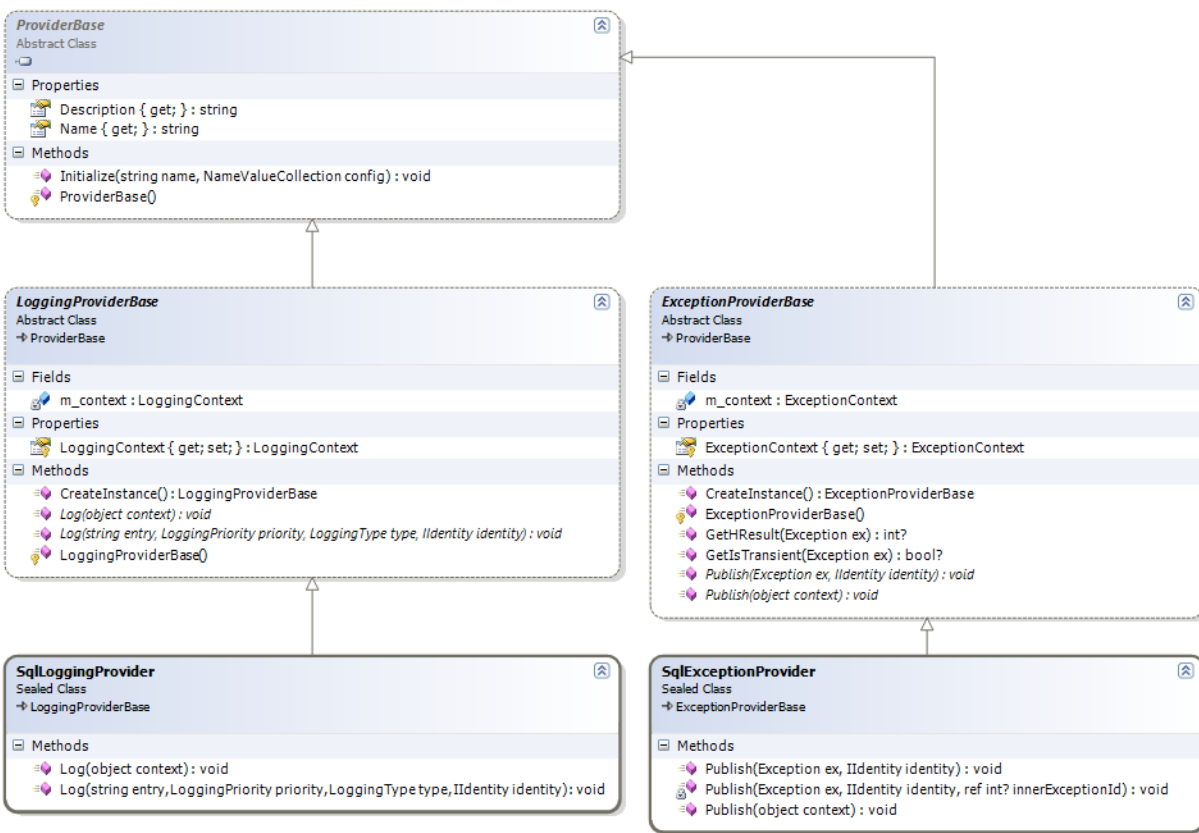 ProviderBase
Abstract Class
Properties
Description { get; } : string
Name { get; } : string
Methods
Initialize(string name, NameValueCollection config) : void
ProviderBase()
LoggingProviderBase
Abstract Class
ProviderBase
Fields
m_context : LoggingContext
Properties
LoggingContext { get; set; } : LoggingContext
Methods
CreateInstance() : LoggingProviderBase
Log(object context) : void
Log(string entry, LoggingPriority priority, LoggingType type, IIdentity identity) : void
LoggingProviderBase()
ExceptionProviderBase
Abstract Class
ProviderBase
Fields
m_context : ExceptionContext
Properties
ExceptionContext { get; set; } : ExceptionContext
Methods
CreateInstance() : ExceptionProviderBase
ExceptionProviderBase()
GetHResult(Exception ex) : int?
GetIsTransient(Exception ex) : bool?
Publish(Exception ex, IIdentity identity) : void
Publish(object context) : void
SqlLoggingProvider
Sealed Class
LoggingProviderBase
Methods
Log(object context) : void
Log(string entry,LoggingPriority priority,LoggingType type,IIdentity identity) : void
SqlExceptionProvider
Sealed Class
ExceptionProviderBase
Methods
Publish(Exception ex, IIdentity identity) : void
Publish(Exception ex, IIdentity identity, ref int? innerExceptionId) : void
Publish(object context) : void